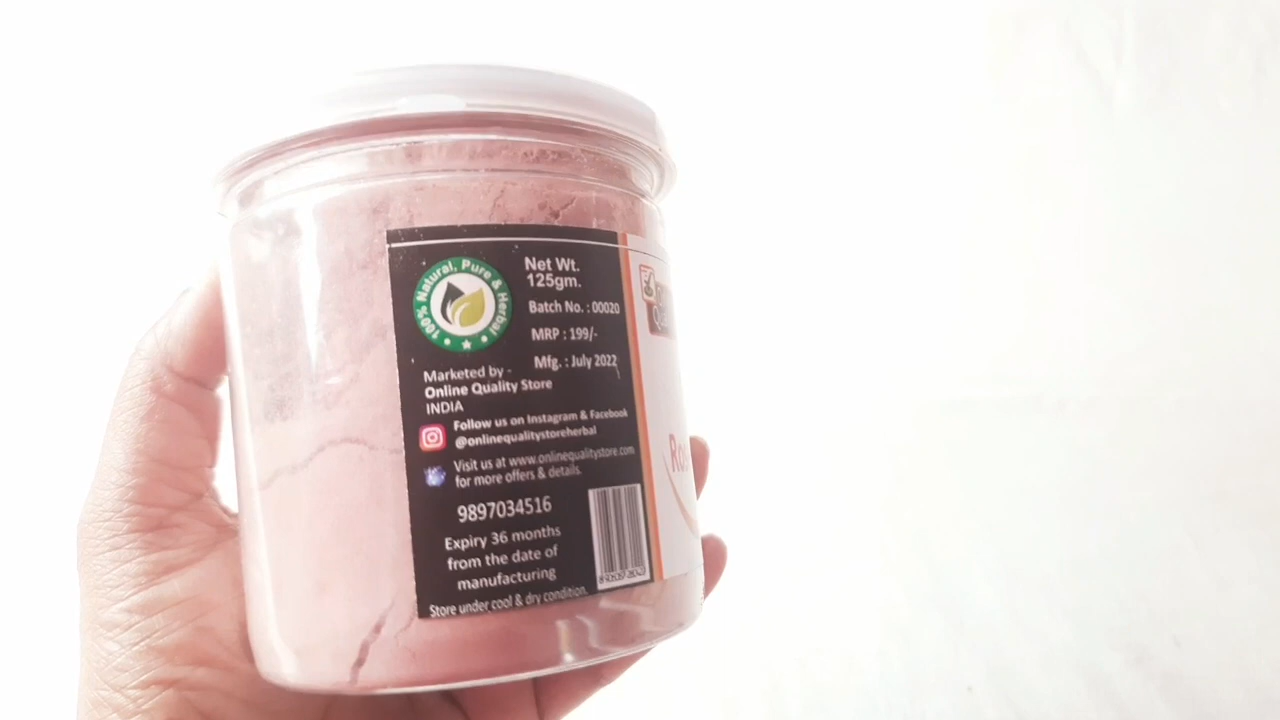 100% Natural, Pure & Herbal
Net Wt.
125gm.
Batch No. : 00020
MRP : 199/-
Mfg. : July 2022
Marketed by -
Online Quality Store
INDIA
Follow us on Instagram & Facebook
@onlinequalitystoreherbal
Visit us at www.onlinequalitystore.com
for more offers & details.
9897034516
Expiry 36 months
from the date of
manufacturing
Store under cool & dry condition.